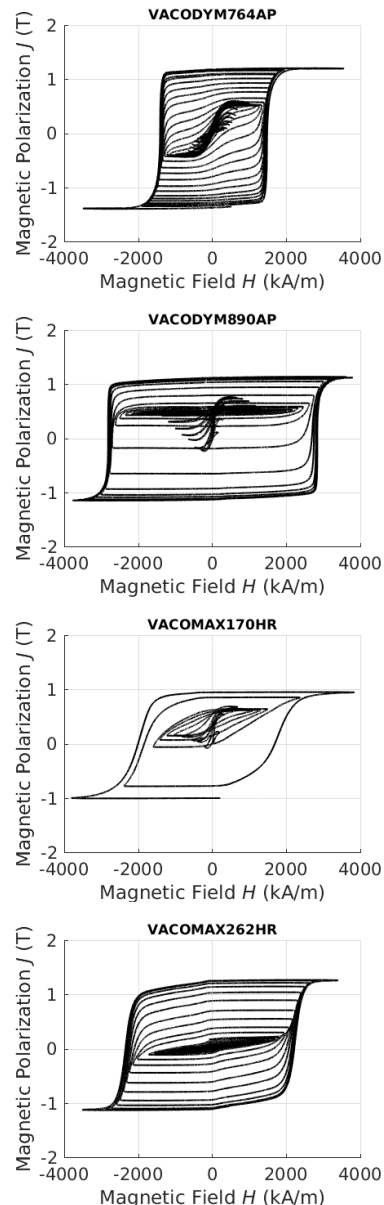 VACODYM764AP
Magnetic Polarization J (T)
2
1
0
-1
-2
-4000 -2000 0 2000 4000
Magnetic Field H (kA/m)
VACODYM890AP
Magnetic Polarization J (T)
2
1
0
-1
-2
-4000 -2000 0 2000 4000
Magnetic Field H (kA/m)
VACOMAX170HR
Magnetic Polarization J (T)
2
1
0
-1
-2
-4000 -2000 0 2000 4000
Magnetic Field H (kA/m)
VACOMAX262HR
Magnetic Polarization J (T)
2
1
0
-1
-2
-4000 -2000 0 2000 4000
Magnetic Field H (kA/m)